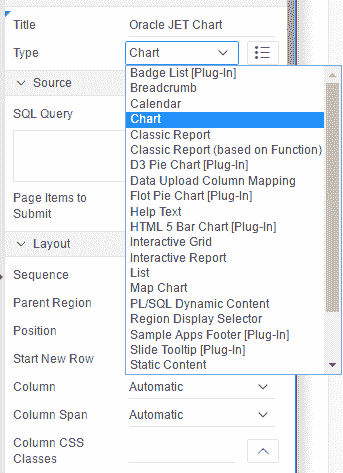 Title Oracle JET Chart
Type Chart
Badge List [Plug-In]
Breadcrumb
Calendar
Chart
Classic Report
Classic Report (based on Function)
D3 Pie Chart [Plug-In]
Data Upload Column Mapping
Flot Pie Chart [Plug-In]
Help Text
HTML 5 Bar Chart [Plug-In]
Interactive Grid
Interactive Report
List
Map Chart
PL/SQL Dynamic Content
Region Display Selector
Sample Apps Footer [Plug-In]
Slide Tooltip [Plug-In]
Static Content
Source
SQL Query
Page Items to
Submit
Layout
Sequence
Parent Region
Position
Start New Row
Column Automatic
Column Span Automatic
Column CSS
Classes